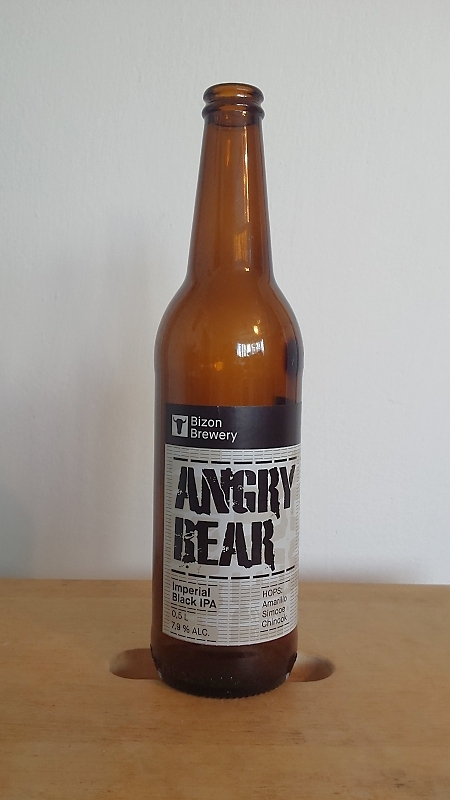 Bizon
Brewery
ANGRY
BEAR
Imperial
Black IPA
0,5 L
7,9 % ALC.
HOPS:
Amarillo
Simcoe
Chinook